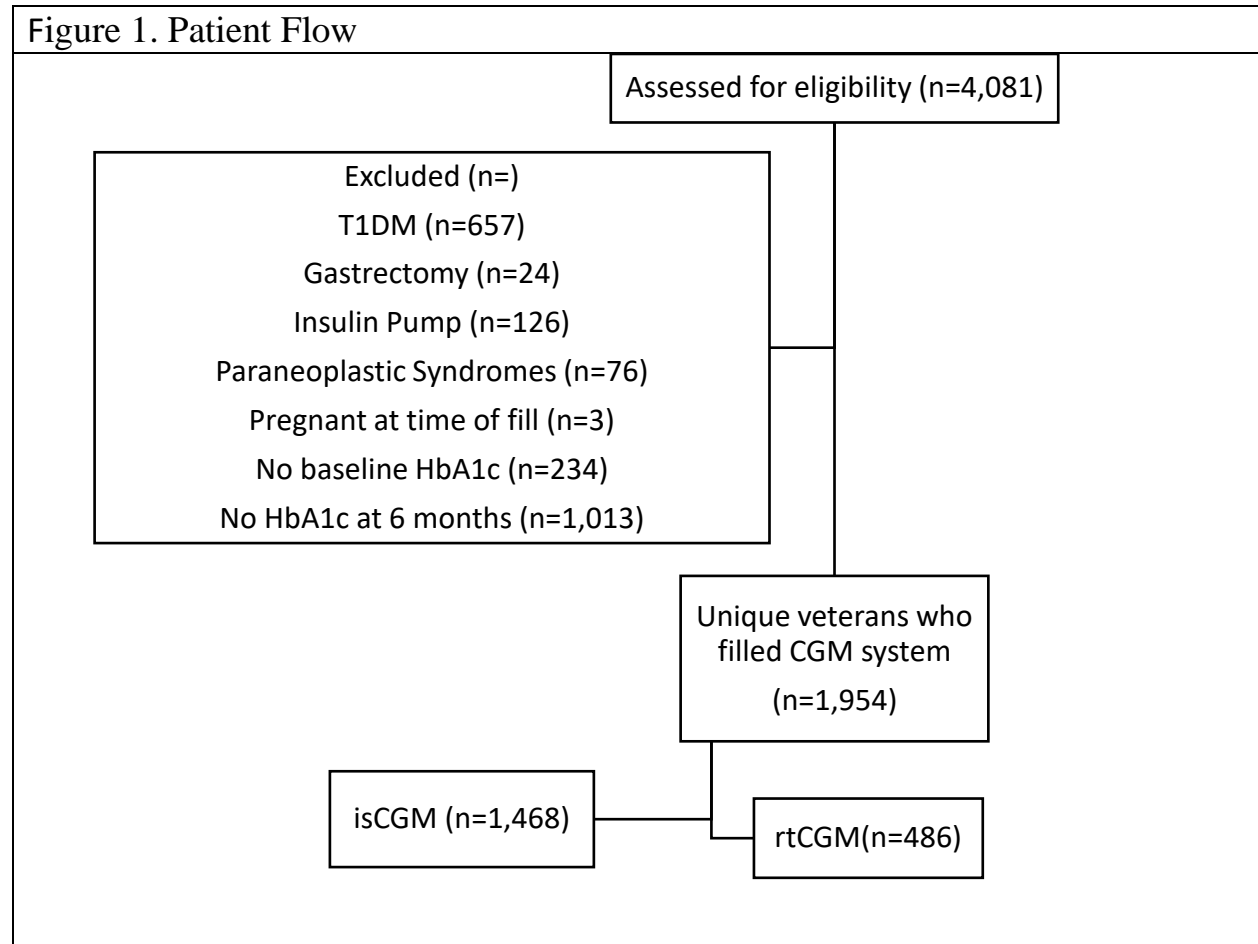 Figure 1. Patient Flow
Assessed for eligibility (n=4,081)
Excluded (n=)
T1DM (n=657)
Gastrectomy (n=24)
Insulin Pump (n=126)
Paraneoplastic Syndromes (n=76)
Pregnant at time of fill (n=3)
No baseline HbA1c (n=234)
No HbA1c at 6 months (n=1,013)
Unique veterans who
filled CGM system
(n=1,954)
isCGM (n=1,468)
rtCGM(n=486)